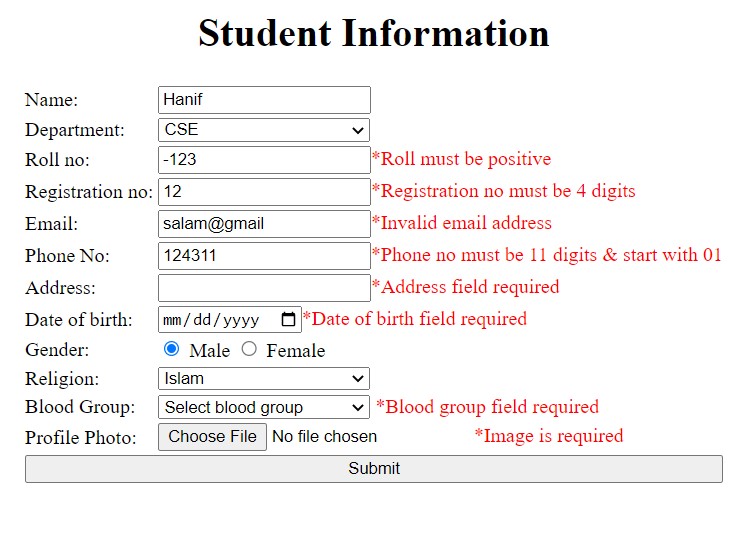 Student Information
Name: Hanif
Department: CSE
Roll no: -123 *Roll must be positive
Registration no: 12 *Registration no must be 4 digits
Email: salam@gmail *Invalid email address
Phone No: 124311 *Phone no must be 11 digits & start with 01
Address: *Address field required
Date of birth: mm/dd/yyyy *Date of birth field required
Gender: Male Female
Religion: Islam
Blood Group: Select blood group *Blood group field required
Profile Photo: Choose File No file chosen *Image is required
Submit